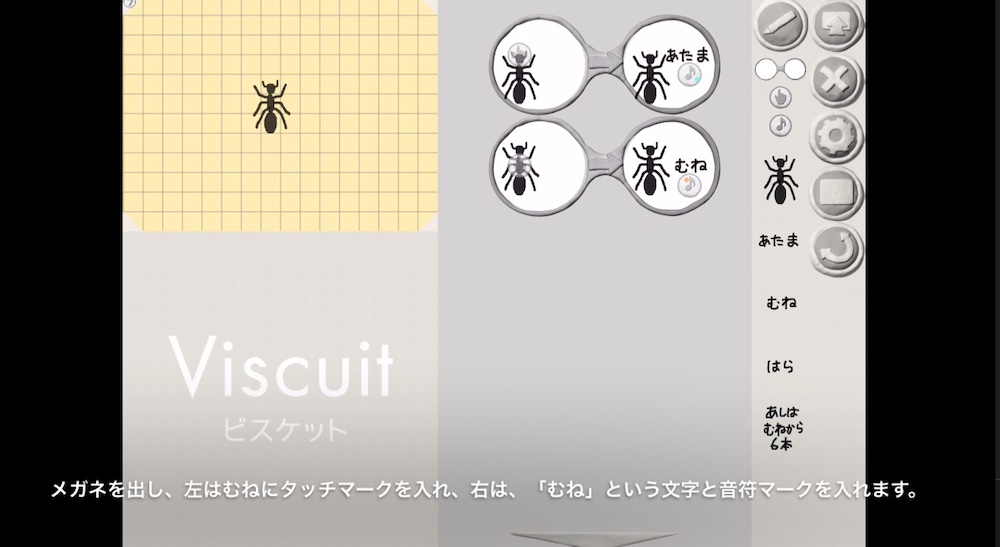 あたま
むね
あたま
むね
はら
あしは
むねから
6本
Viscuit
ビスケット
メガネを出し、左はむねにタッチマークを入れ、右は、「むね」という文字と音符マークを入れます。